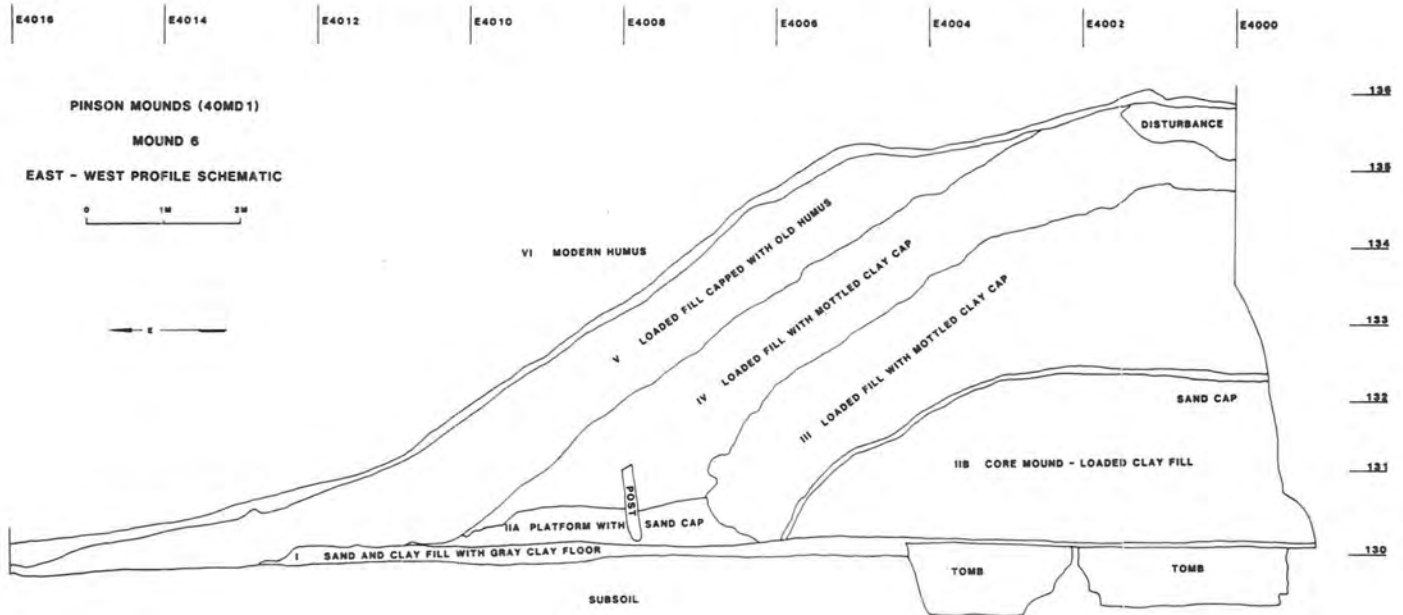 E4016 E4014 E4012 E4010 E4008 E4006 E4004 E4002 E4000
PINSON MOUNDS (40MD1)
MOUND 6
EAST - WEST PROFILE SCHEMATIC
0 1M 2M
E
136
135
134
133
132
131
130
DISTURBANCE
VI MODERN HUMUS
V LOADED FILL CAPPED WITH OLD HUMUS
IV LOADED FILL WITH MOTTLED CLAY CAP
III LOADED FILL WITH MOTTLED CLAY CAP
SAND CAP
IIB CORE MOUND - LOADED CLAY FILL
POST
IIA PLATFORM WITH SAND CAP
I SAND AND CLAY FILL WITH GRAY CLAY FLOOR
TOMB TOMB
SUBSOIL